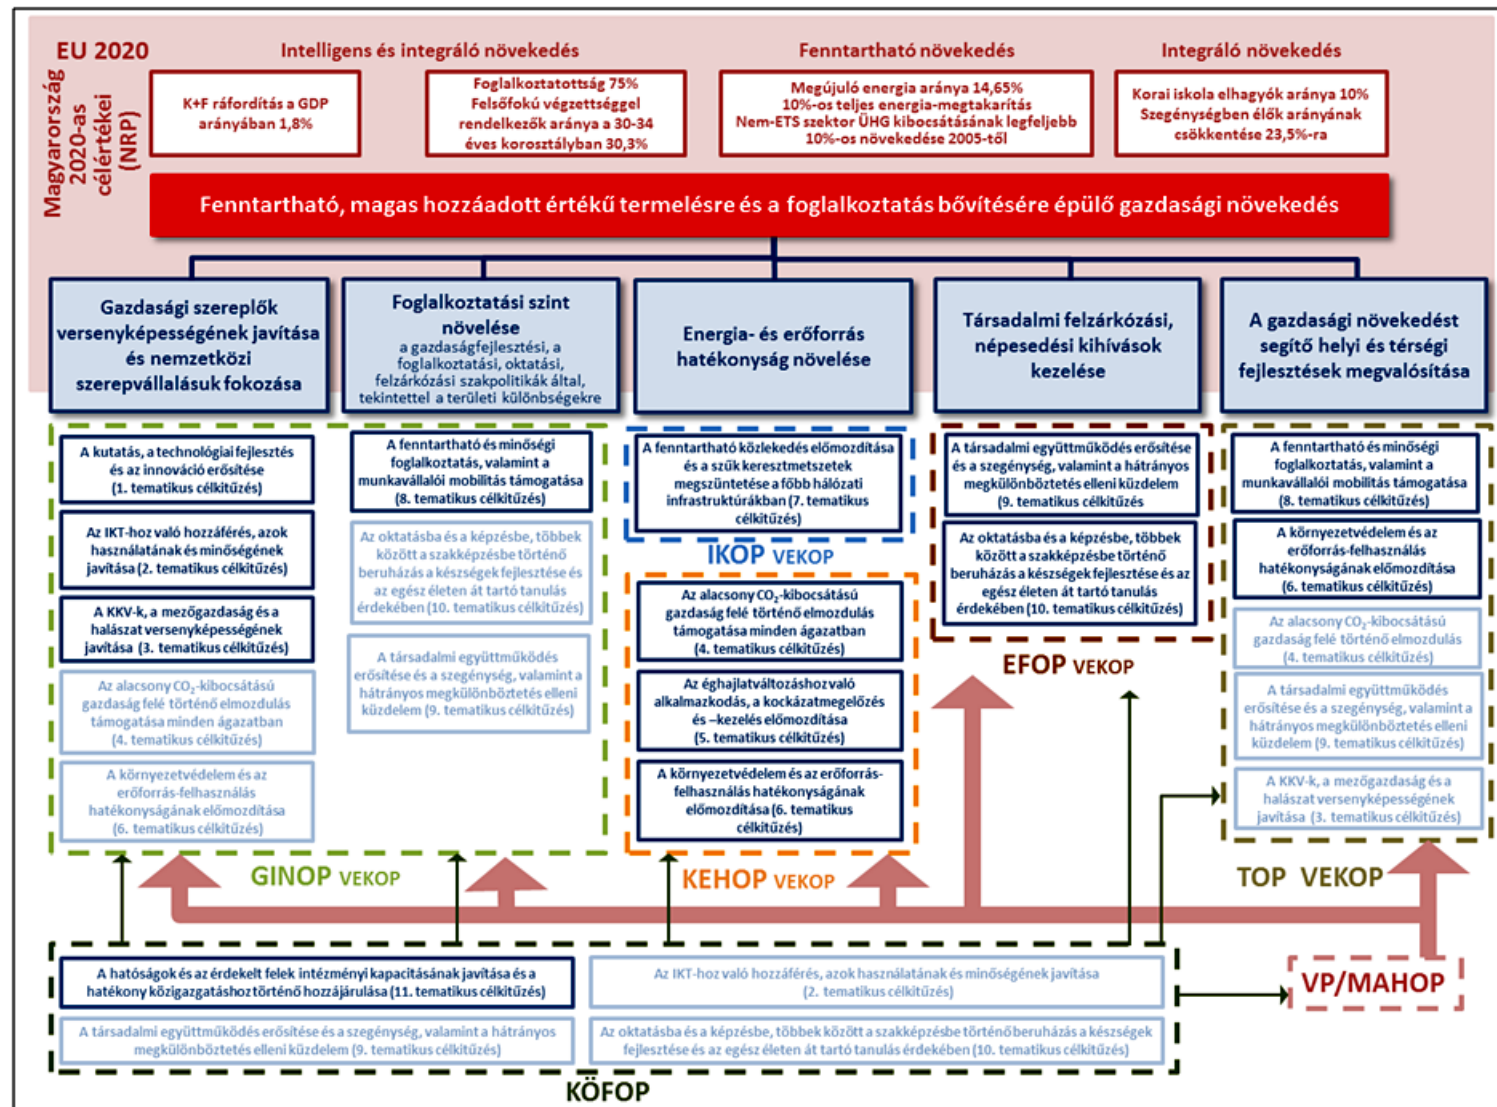 EU 2020
Magyarország
2020-as
célértékei
(NRP)
Intelligens és integráló növekedés
Fenntartható növekedés
Integráló növekedés
K+F ráfordítás a GDP
arányában 1,8%
Foglalkoztatottság 75%
Felsőfokú végzettséggel
rendelkezők aránya a 30-34
éves korosztályban 30,3%
Megújuló energia aránya 14,65%
10%-os teljes energia-megtakarítás
Nem-ETS szektor ÜHG kibocsátásának legfeljebb
10%-os növekedése 2005-től
Korai iskola elhagyók aránya 10%
Szegénységben élők arányának
csökkentése 23,5%-ra
Fenntartható, magas hozzáadott értékű termelésre és a foglalkoztatás bővítésére épülő gazdasági növekedés
Gazdasági szereplők
versenyképességének javítása
és nemzetközi
szerepvállalásuk fokozása
Foglalkoztatási szint
növelése
a gazdaságfejlesztési, a
foglalkoztatási, oktatási,
felzárkózási szakpolitikák által,
tekintettel a területi különbségekre
Energia- és erőforrás
hatékonyság növelése
Társadalmi felzárkózási,
népesedési kihívások
kezelése
A gazdasági növekedést
segítő helyi és térségi
fejlesztések megvalósítása
A kutatás, a technológiai fejlesztés
és az innováció erősítése
(1. tematikus célkitűzés)
Az IKT-hoz való hozzáférés, azok
használatának és minőségének
javítása (2. tematikus célkitűzés)
A KKV-k, a mezőgazdaság és a
halászat versenyképességének
javítása (3. tematikus célkitűzés)
Az alacsony CO₂-kibocsátású
gazdaság felé történő elmozdulás
támogatása minden ágazatban
(4. tematikus célkitűzés)
A környezetvédelem és az
erőforrás-felhasználás
hatékonyságának előmozdítása
(6. tematikus célkitűzés)
A fenntartható és minőségi
foglalkoztatás, valamint a
munkavállalói mobilitás támogatása
(8. tematikus célkitűzés)
Az oktatásba és a képzésbe, többek
között a szakképzésbe történő
beruházás a készségek fejlesztése és
az egész életen át tartó tanulás
érdekében (10. tematikus célkitűzés)
A társadalmi együttműködés
erősítése és a szegénység, valamint a
hátrányos megkülönböztetés elleni
küzdelem (9. tematikus célkitűzés)
GINOP VEKOP
A fenntartható közlekedés előmozdítása
és a szűk keresztmetszetek
megszüntetése a főbb hálózati
infrastruktúrákban (7. tematikus
célkitűzés)
IKOP VEKOP
Az alacsony CO₂-kibocsátású
gazdaság felé történő elmozdulás
támogatása minden ágazatban
(4. tematikus célkitűzés)
Az éghajlatváltozáshoz való
alkalmazkodás, a kockázatmegelőzés
és –kezelés előmozdítása
(5. tematikus célkitűzés)
A környezetvédelem és az erőforrás-
felhasználás hatékonyságának
előmozdítása (6. tematikus
célkitűzés)
KEHOP VEKOP
A társadalmi együttműködés erősítése
és a szegénység, valamint a hátrányos
megkülönböztetés elleni küzdelem
(9. tematikus célkitűzés
Az oktatásba és a képzésbe, többek
között a szakképzésbe történő
beruházás a készségek fejlesztése és az
egész életen át tartó tanulás
érdekében (10. tematikus célkitűzés)
EFOP VEKOP
A fenntartható és minőségi
foglalkoztatás, valamint a
munkavállalói mobilitás támogatása
(8. tematikus célkitűzés)
A környezetvédelem és az
erőforrás-felhasználás
hatékonyságának előmozdítása
(6. tematikus célkitűzés)
Az alacsony CO₂-kibocsátású
gazdaság felé történő elmozdulás
(4. tematikus célkitűzés)
A társadalmi együttműködés
erősítése és a szegénység, valamint a
hátrányos megkülönböztetés elleni
küzdelem (9. tematikus célkitűzés)
A KKV-k, a mezőgazdaság és a
halászat versenyképességének
javítása (3. tematikus célkitűzés)
TOP VEKOP
A hatóságok és az érdekelt felek intézményi kapacitásának javítása és a
hatékony közigazgatáshoz történő hozzájárulása (11. tematikus célkitűzés)
Az IKT-hoz való hozzáférés, azok használatának és minőségének javítása
(2. tematikus célkitűzés)
A társadalmi együttműködés erősítése és a szegénység, valamint a hátrányos
megkülönböztetés elleni küzdelem (9. tematikus célkitűzés)
Az oktatásba és a képzésbe, többek között a szakképzésbe történő beruházás a készségek
fejlesztése és az egész életen át tartó tanulás érdekében (10. tematikus célkitűzés)
KÖFOP
VP/MAHOP